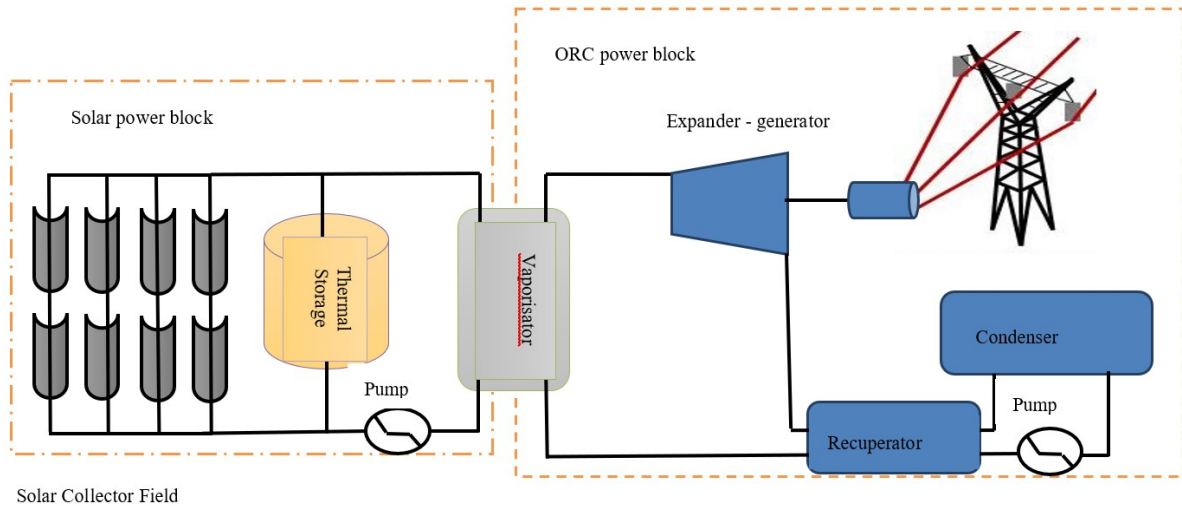 ORC power block
Solar power block
Expander - generator
Thermal
Storage
Vaporisator
Condenser
Pump
Pump
Recuperator
Solar Collector Field